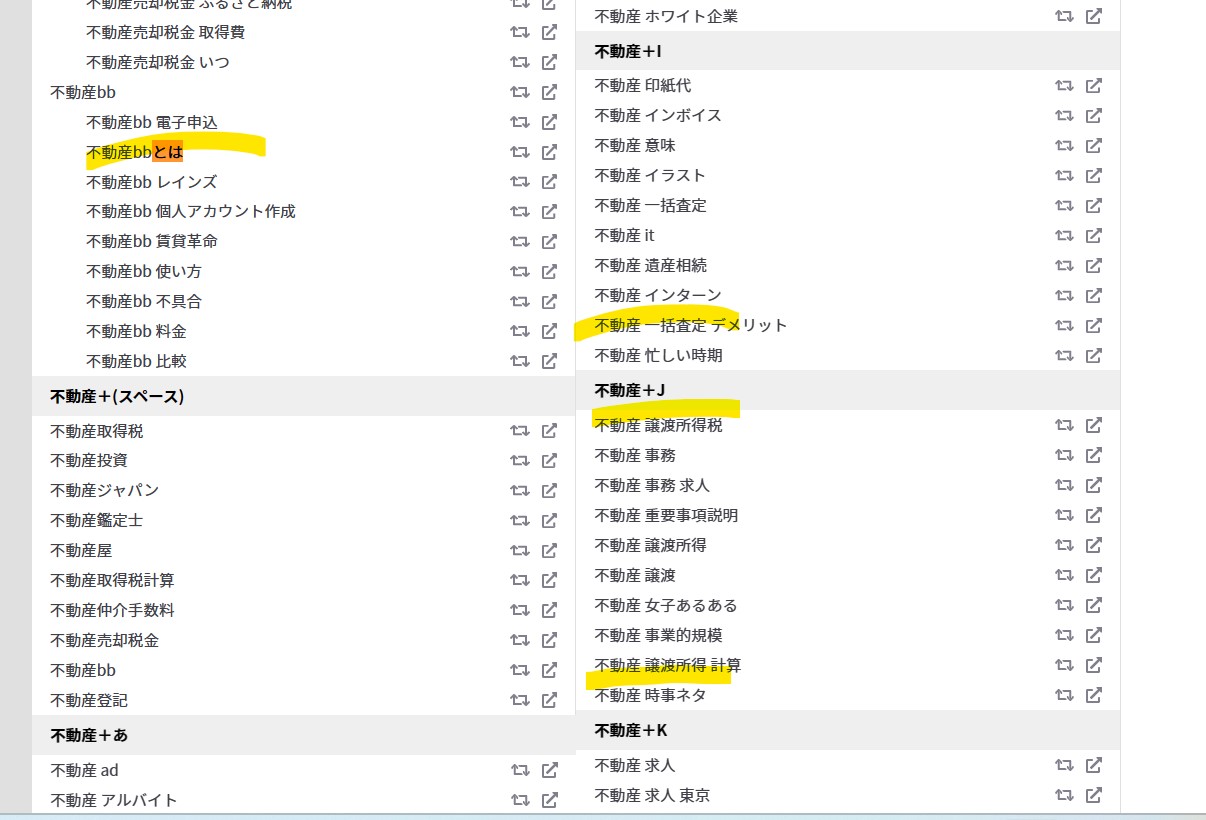 不動産売却税金 ふるさと納税
不動産売却税金 取得費
不動産売却税金 いつ
不動産bb
不動産bb 電子申込
不動産bbとは
不動産bb レインズ
不動産bb 個人アカウント作成
不動産bb 賃貸革命
不動産bb 使い方
不動産bb 不具合
不動産bb 料金
不動産bb 比較
不動産＋(スペース)
不動産取得税
不動産投資
不動産ジャパン
不動産鑑定士
不動産屋
不動産取得税計算
不動産仲介手数料
不動産売却税金
不動産bb
不動産登記
不動産＋あ
不動産 ad
不動産 アルバイト
不動産 ホワイト企業
不動産＋I
不動産 印紙代
不動産 インボイス
不動産 意味
不動産 イラスト
不動産 一括査定
不動産 it
不動産 遺産相続
不動産 インターン
不動産 一括査定 デメリット
不動産 忙しい時期
不動産＋J
不動産 譲渡所得税
不動産 事務
不動産 事務 求人
不動産 重要事項説明
不動産 譲渡所得
不動産 譲渡
不動産 女子あるある
不動産 事業的規模
不動産 譲渡所得 計算
不動産 時事ネタ
不動産＋K
不動産 求人
不動産 求人 東京